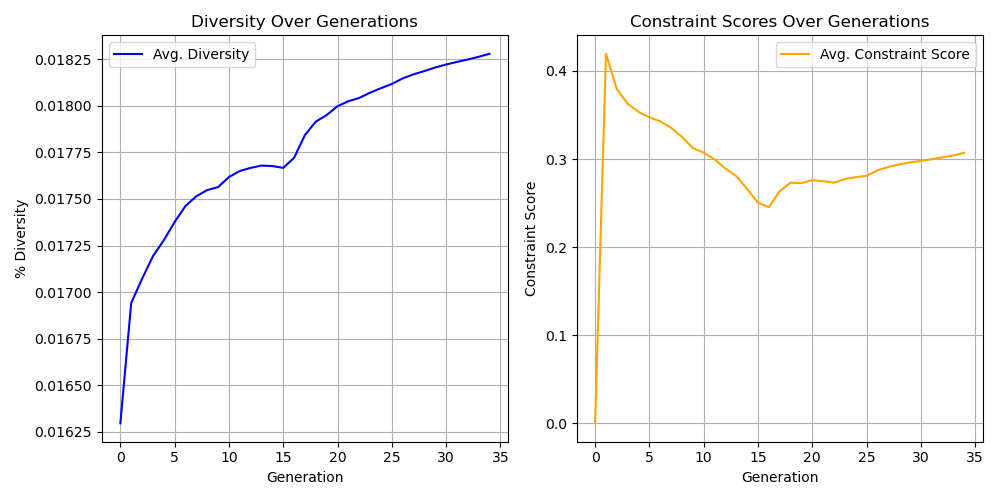 Diversity Over Generations
Avg. Diversity
% Diversity
0.01825
0.01800
0.01775
0.01750
0.01725
0.01700
0.01675
0.01650
0.01625
0 5 10 15 20 25 30 35
Generation
Constraint Scores Over Generations
Avg. Constraint Score
Constraint Score
0.4
0.3
0.2
0.1
0.0
0 5 10 15 20 25 30 35
Generation